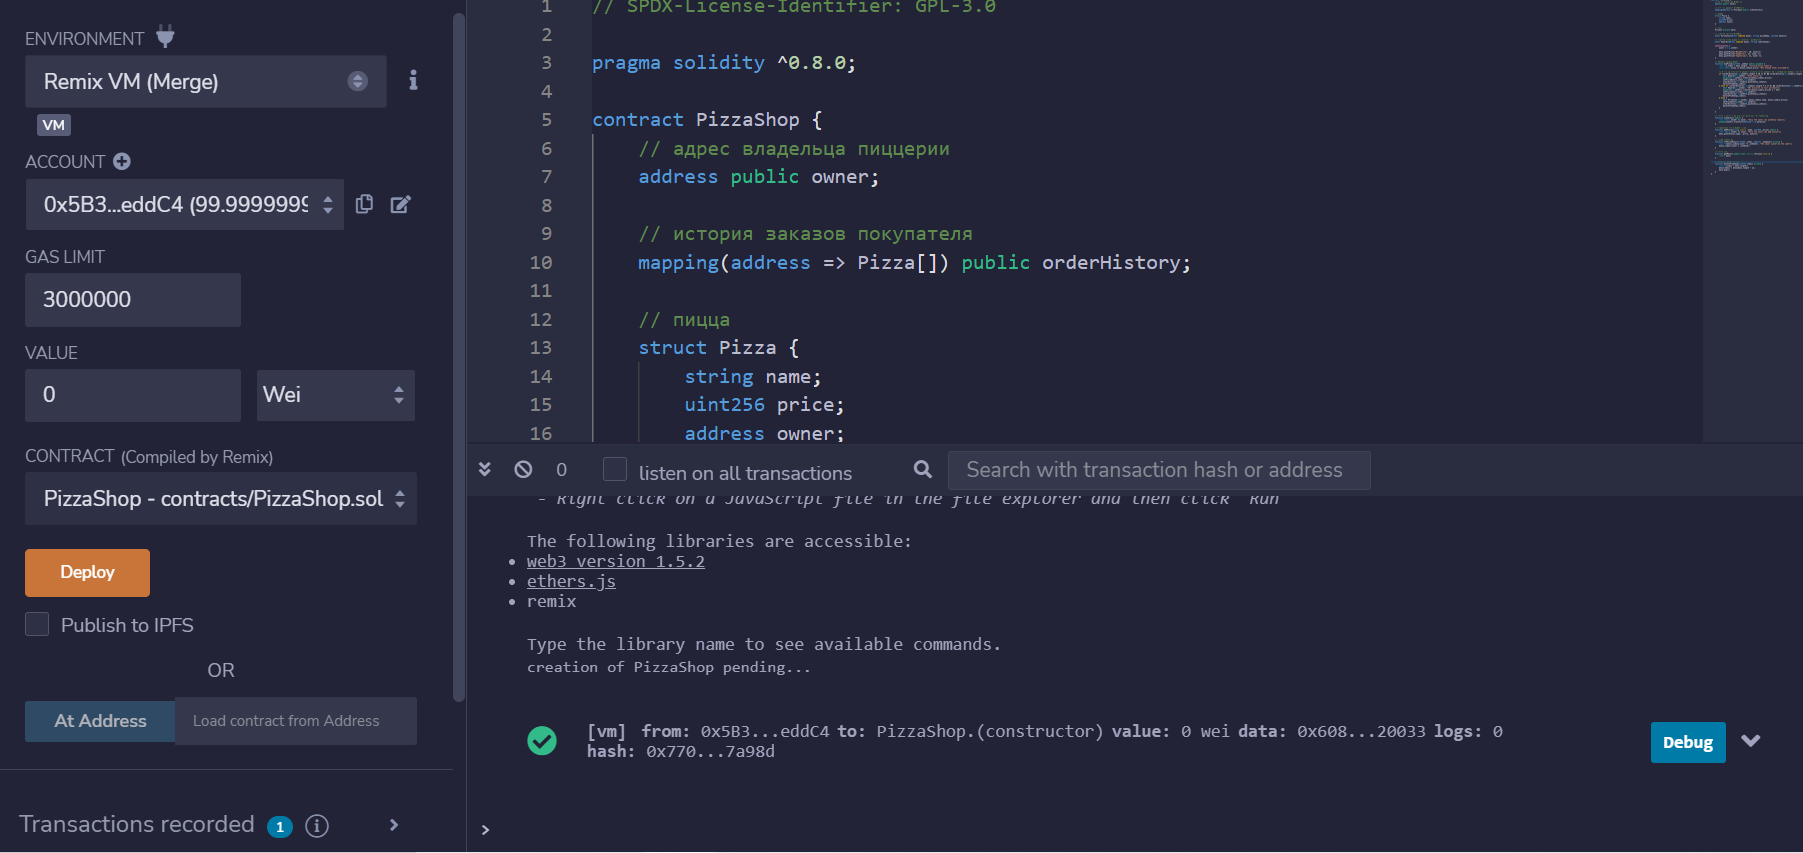 ENVIRONMENT
Remix VM (Merge)
VM
ACCOUNT
0x5B3...eddC4 (99.9999999
GAS LIMIT
3000000
VALUE
0
Wei
CONTRACT (Compiled by Remix)
PizzaShop - contracts/PizzaShop.sol
Deploy
Publish to IPFS
OR
At Address
Load contract from Address
Transactions recorded 1
1 // SPDX-License-Identifier: GPL-3.0
2
3 pragma solidity ^0.8.0;
4
5 contract PizzaShop {
6 // адрес владельца пиццерии
7 address public owner;
8
9 // история заказов покупателя
10 mapping(address => Pizza[]) public orderHistory;
11
12 // пицца
13 struct Pizza {
14 string name;
15 uint256 price;
16 address owner;
0
listen on all transactions
Search with transaction hash or address
- Right click on a JavaScript file in the file explorer and then click `Run`
The following libraries are accessible:
• web3 version 1.5.2
• ethers.js
• remix
Type the library name to see available commands.
creation of PizzaShop pending...
[vm] from: 0x5B3...eddC4 to: PizzaShop.(constructor) value: 0 wei data: 0x608...20033 logs: 0
hash: 0x770...7a98d
Debug
>